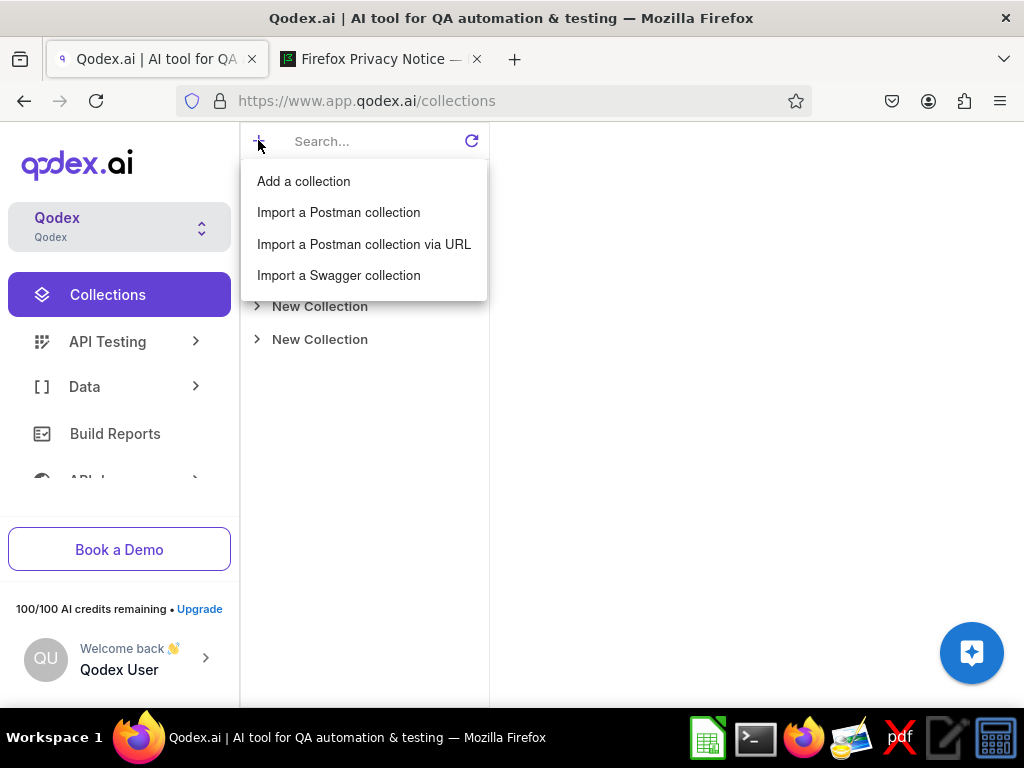 Qodex.ai | AI tool for QA automation & testing — Mozilla Firefox
Qodex.ai | AI tool for QA
Firefox Privacy Notice —
https://www.app.qodex.ai/collections
qodex.ai
Search...
Add a collection
Import a Postman collection
Import a Postman collection via URL
Import a Swagger collection
New Collection
New Collection
Qodex
Qodex
Collections
API Testing
Data
Build Reports
Book a Demo
100/100 AI credits remaining • Upgrade
QU
Welcome back 👋
Qodex User
Workspace 1
Qodex.ai | AI tool for QA automation & testing — Mozilla Firefox
pdf